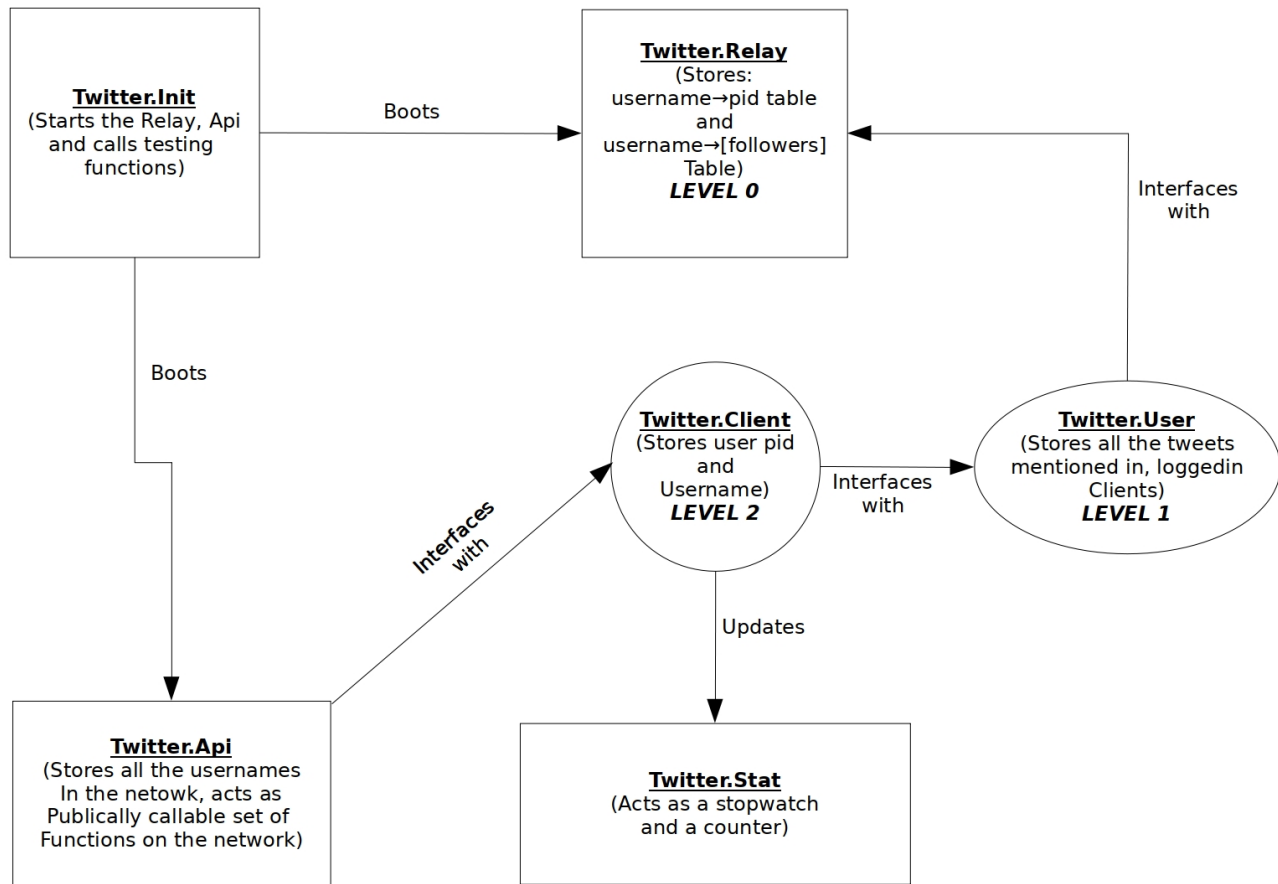 Twitter.Init
(Starts the Relay, Api
and calls testing
functions)
Boots
Twitter.Relay
(Stores:
username→pid table
and
username→[followers]
Table)
LEVEL 0
Interfaces
with
Boots
Twitter.Client
(Stores user pid
and
Username)
LEVEL 2
Interfaces
with
Twitter.User
(Stores all the tweets
mentioned in, loggedin
Clients)
LEVEL 1
Interfaces
with
Updates
Twitter.Api
(Stores all the usernames
In the netowk, acts as
Publically callable set of
Functions on the network)
Twitter.Stat
(Acts as a stopwatch
and a counter)